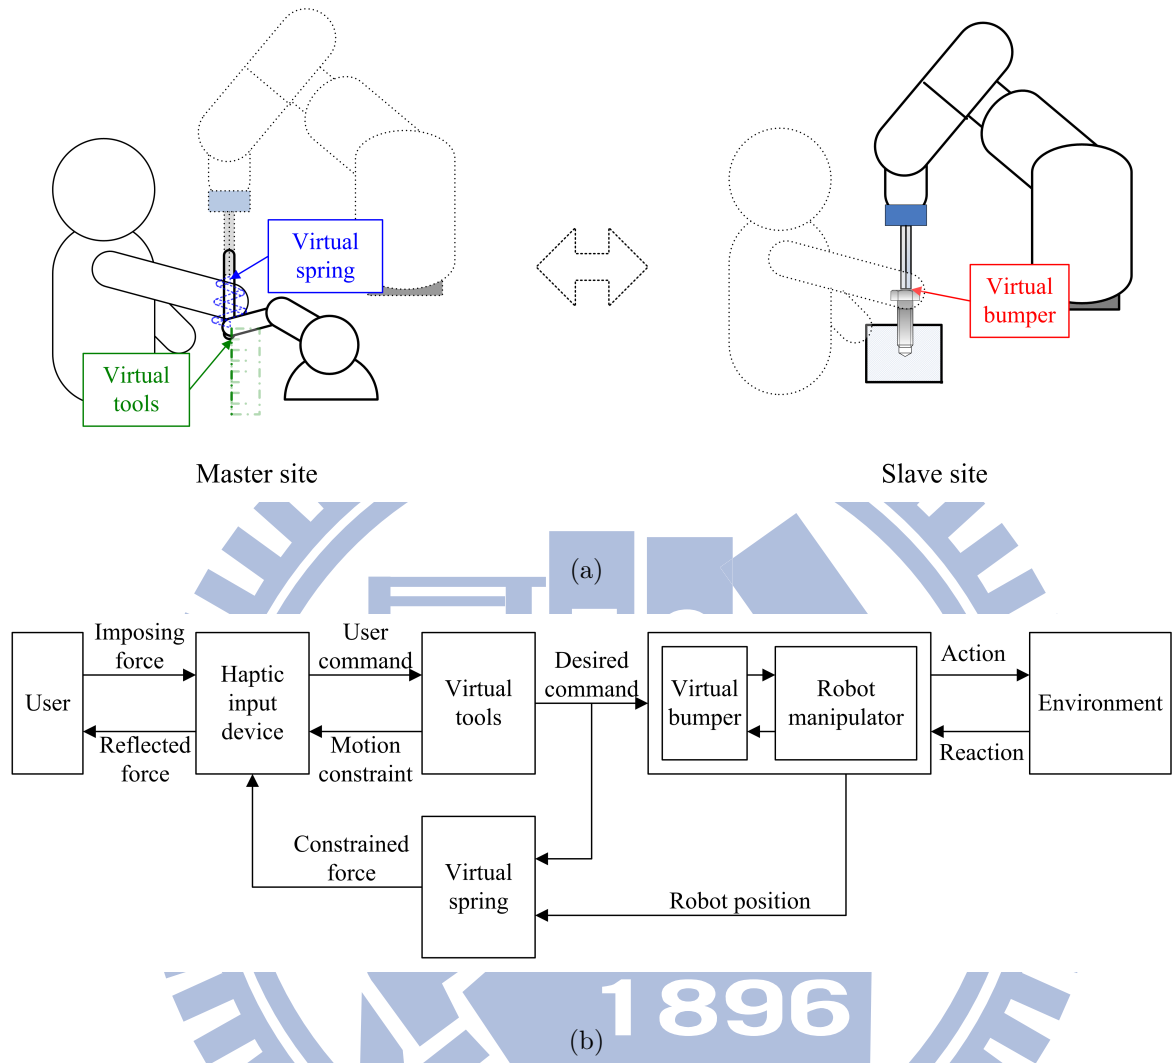 Virtual
spring
Virtual
bumper
Virtual
tools
Master site
Slave site
(a)
Imposing
force
User
command
Desired
command
Action
User
Haptic
input
device
Virtual
tools
Virtual
bumper
Robot
manipulator
Environment
Reflected
force
Motion
constraint
Reaction
Constrained
force
Virtual
spring
Robot position
1896
(b)